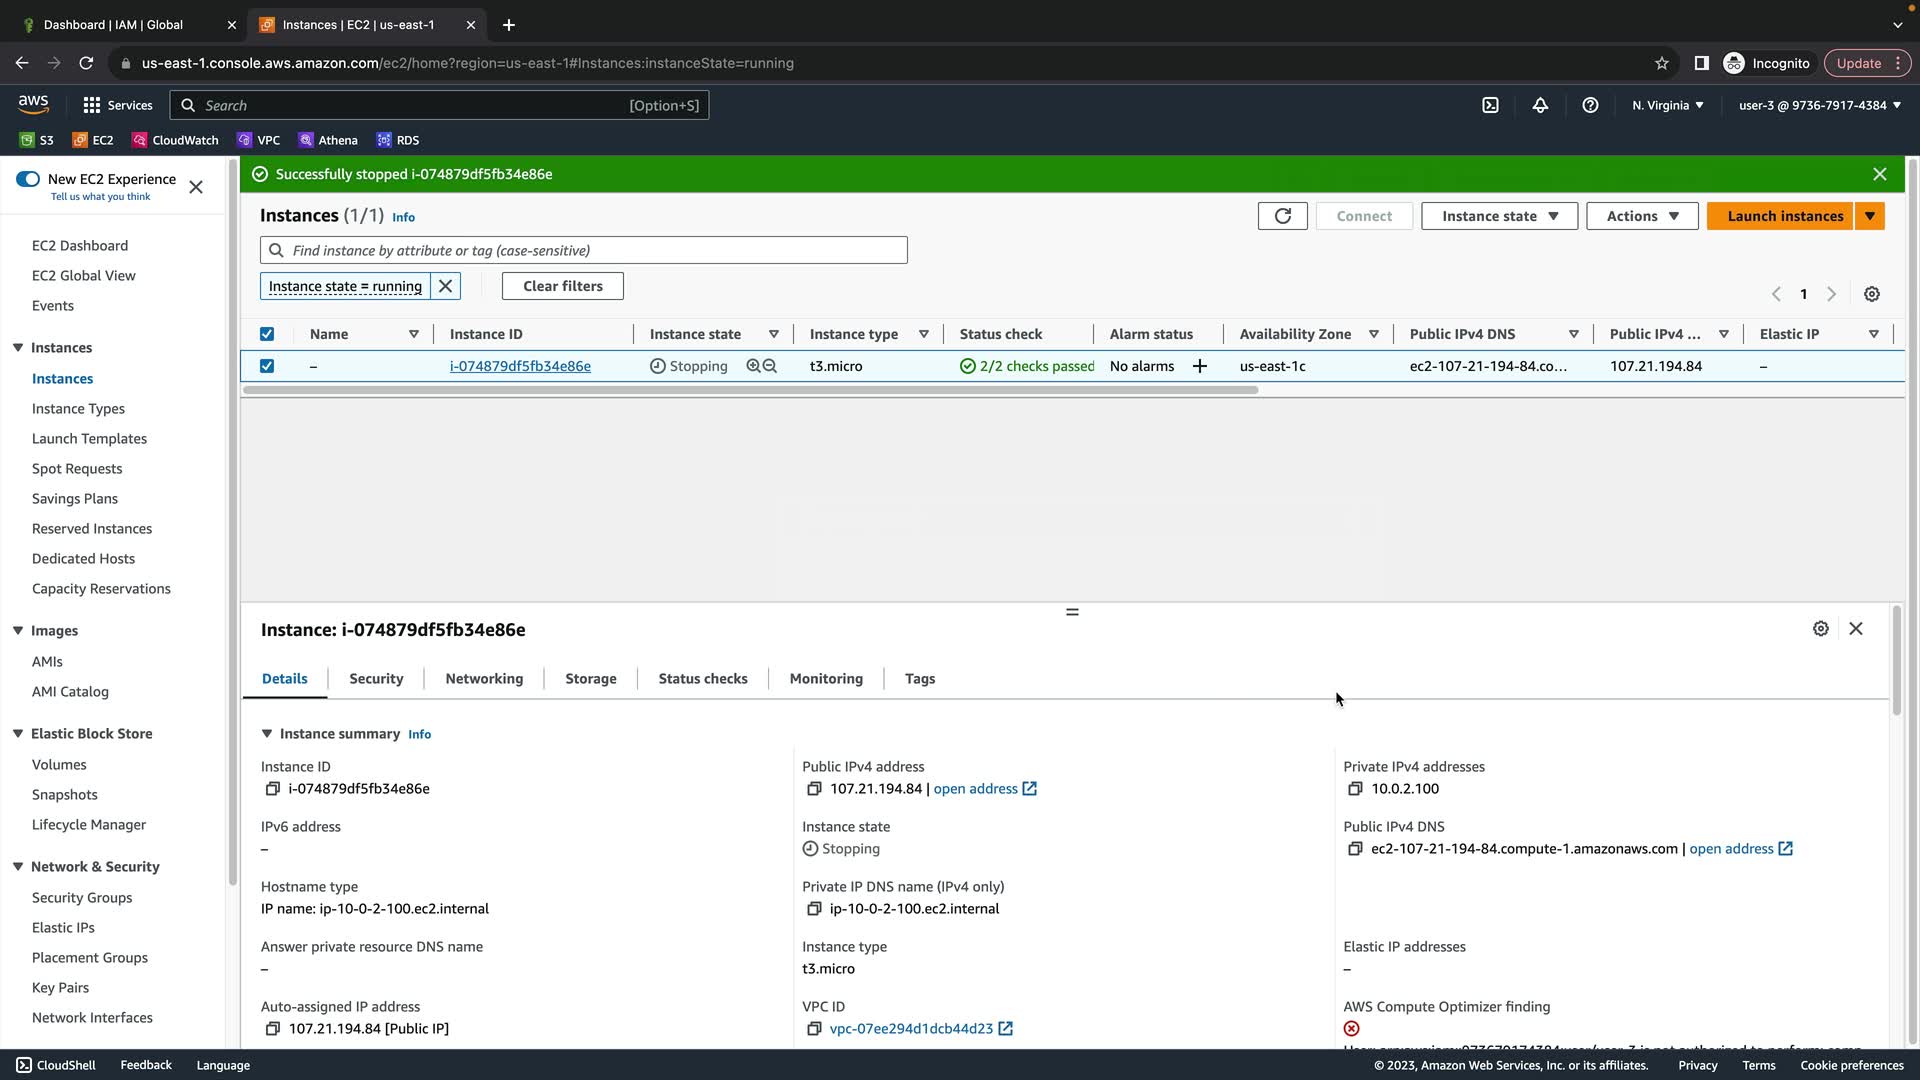 Dashboard | IAM | Global
Instances | EC2 | us-east-1
us-east-1.console.aws.amazon.com/ec2/home?region=us-east-1#Instances:instanceState=running
Incognito
Update
aws
Services
Search
[Option+S]
N. Virginia
user-3 @ 9736-7917-4384
S3
EC2
CloudWatch
VPC
Athena
RDS
New EC2 Experience
Tell us what you think
EC2 Dashboard
EC2 Global View
Events
Instances
Instances
Instance Types
Launch Templates
Spot Requests
Savings Plans
Reserved Instances
Dedicated Hosts
Capacity Reservations
Images
AMIs
AMI Catalog
Elastic Block Store
Volumes
Snapshots
Lifecycle Manager
Network & Security
Security Groups
Elastic IPs
Placement Groups
Key Pairs
Network Interfaces
Successfully stopped i-074879df5fb34e86e
Instances (1/1) Info
Connect
Instance state
Actions
Launch instances
Find instance by attribute or tag (case-sensitive)
Instance state = running
Clear filters
1
Name Instance ID Instance state Instance type Status check Alarm status Availability Zone Public IPv4 DNS Public IPv4 ... Elastic IP
– i-074879df5fb34e86e Stopping t3.micro 2/2 checks passed No alarms us-east-1c ec2-107-21-194-84.co... 107.21.194.84 –
Instance: i-074879df5fb34e86e
Details Security Networking Storage Status checks Monitoring Tags
Instance summary Info
Instance ID
i-074879df5fb34e86e
Public IPv4 address
107.21.194.84 | open address
Private IPv4 addresses
10.0.2.100
IPv6 address
–
Instance state
Stopping
Public IPv4 DNS
ec2-107-21-194-84.compute-1.amazonaws.com | open address
Hostname type
IP name: ip-10-0-2-100.ec2.internal
Private IP DNS name (IPv4 only)
ip-10-0-2-100.ec2.internal
Answer private resource DNS name
–
Instance type
t3.micro
Elastic IP addresses
–
Auto-assigned IP address
107.21.194.84 [Public IP]
VPC ID
vpc-07ee294d1dcb44d23
AWS Compute Optimizer finding
CloudShell
Feedback
Language
© 2023, Amazon Web Services, Inc. or its affiliates.
Privacy
Terms
Cookie preferences